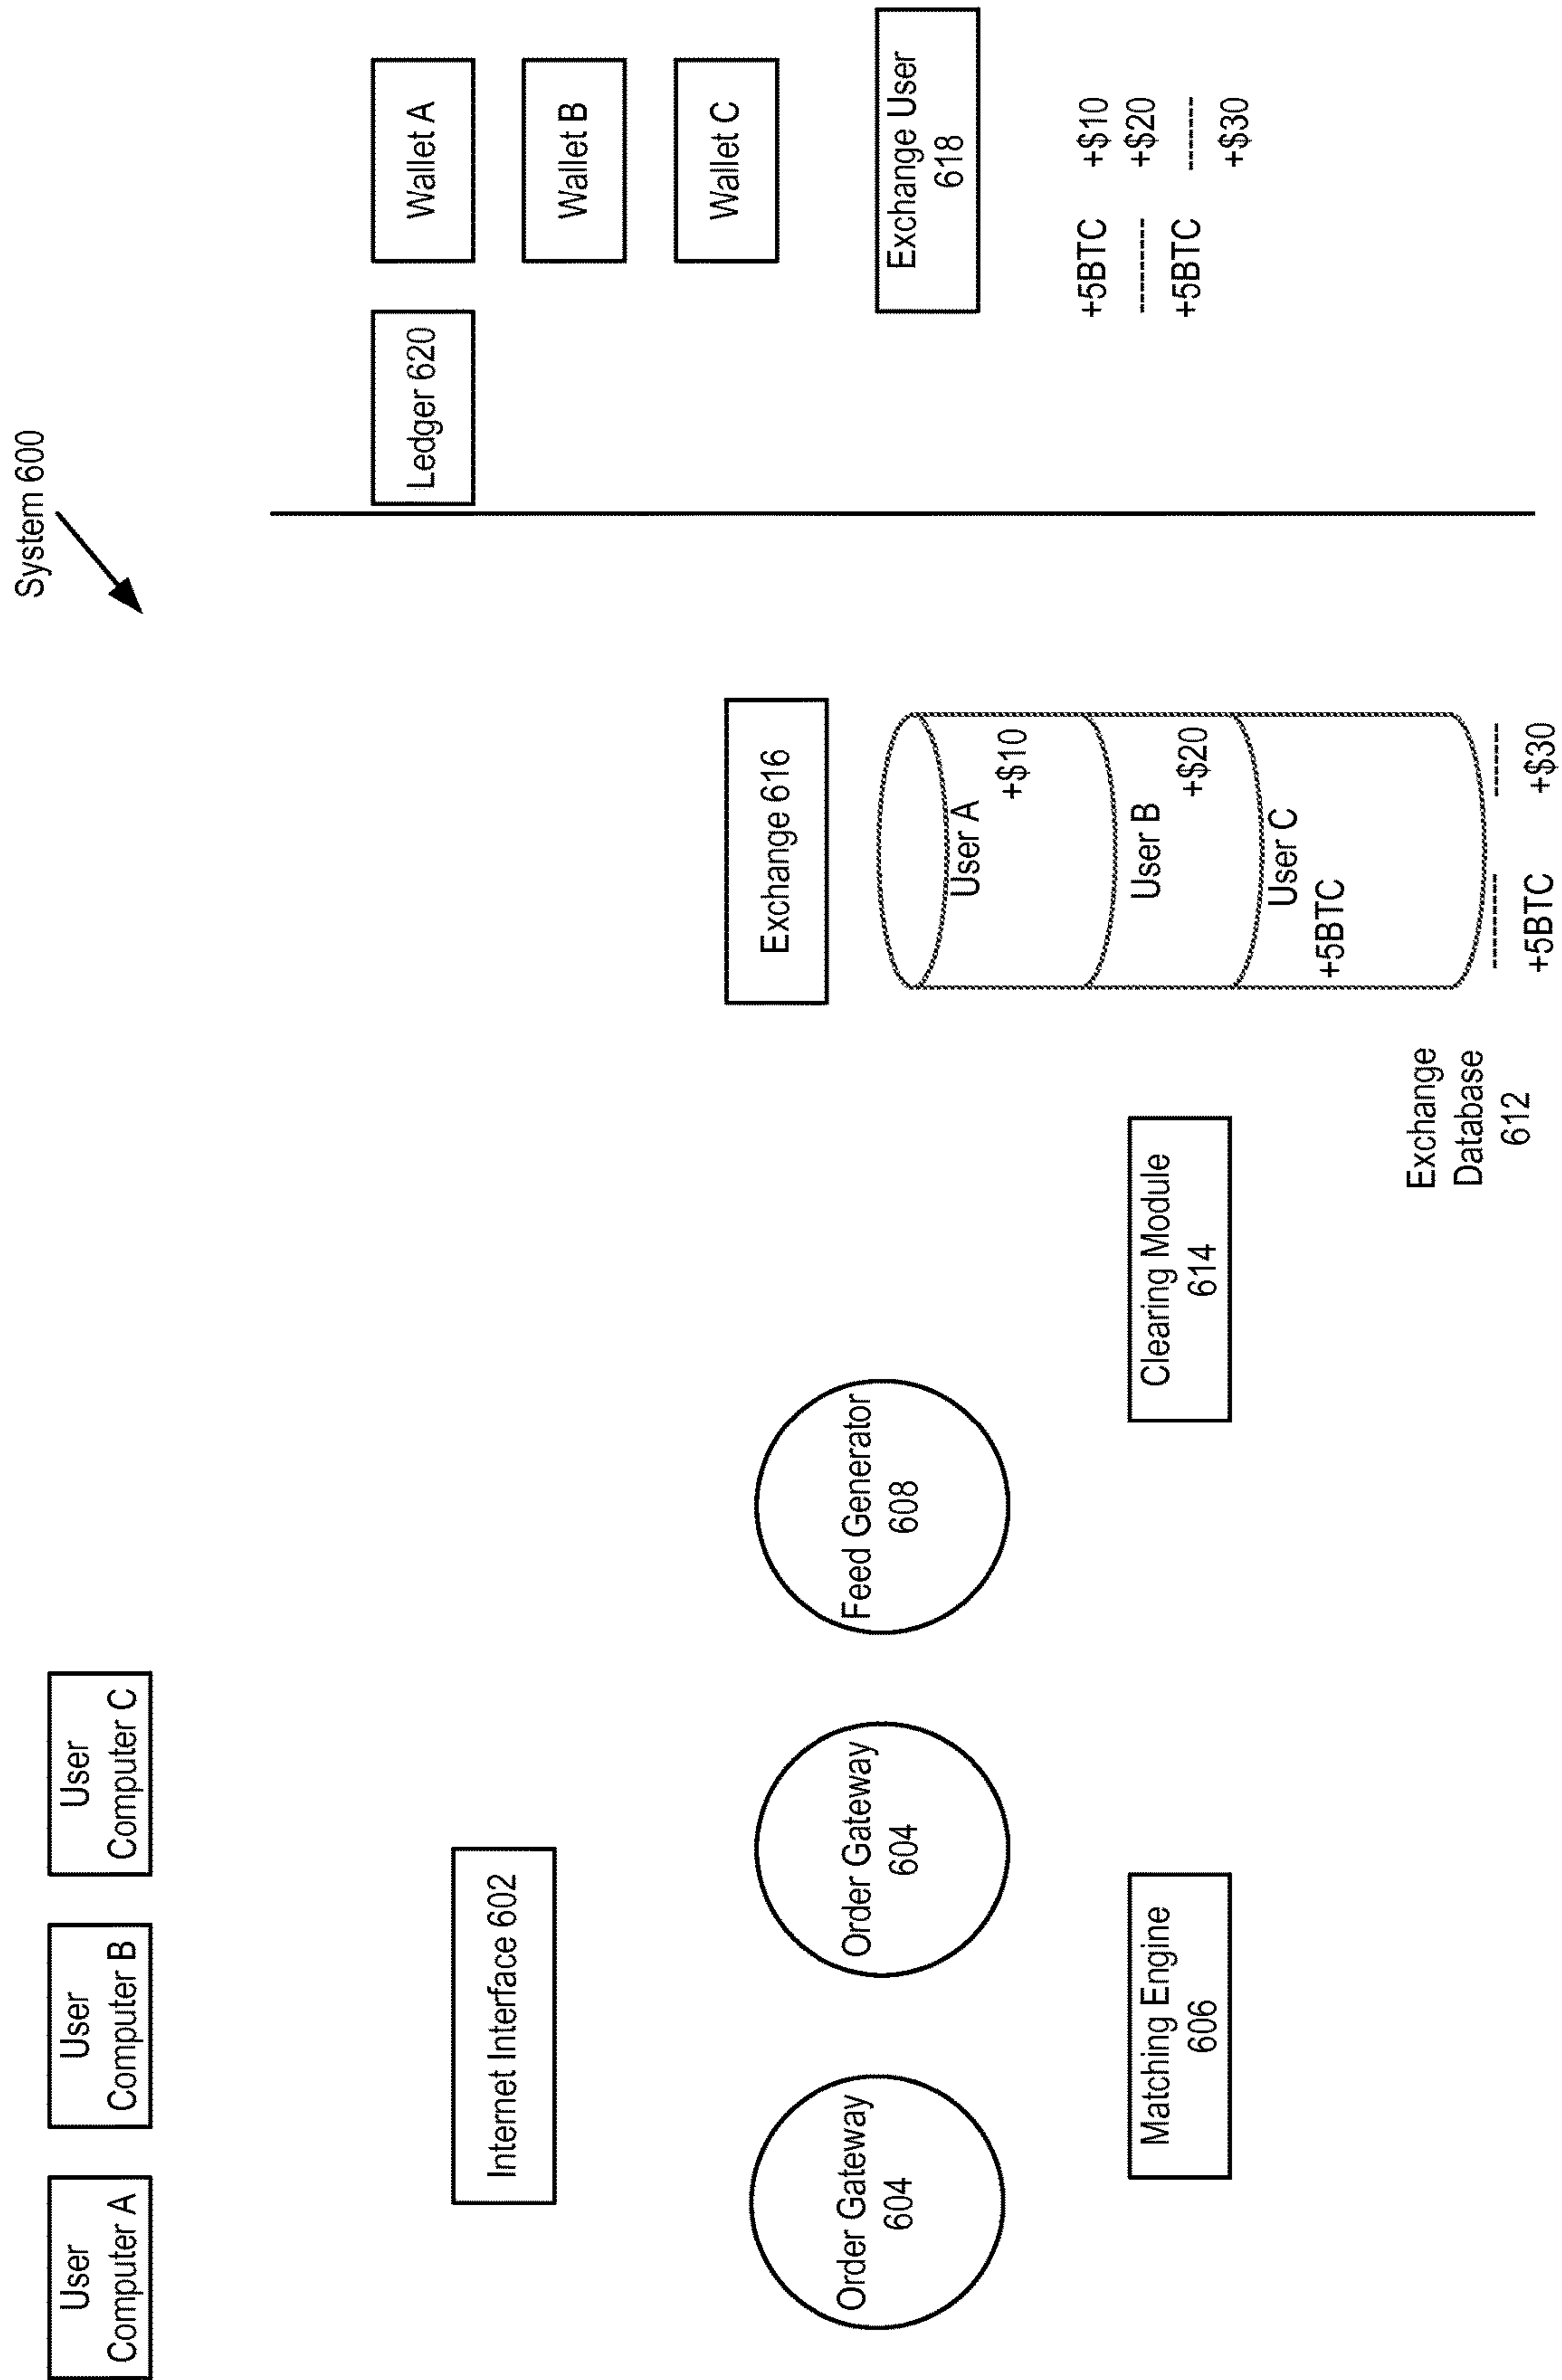 System 600
User
Computer A
User
Computer B
User
Computer C
Internet Interface 602
Order Gateway
604
Order Gateway
604
Feed Generator
608
Matching Engine
606
Clearing Module
614
Exchange 616
User A
+$10
User B
+$20
User C
+5BTC
--------- -------
+5BTC +$30
Exchange
Database
612
Ledger 620
Wallet A
Wallet B
Wallet C
Exchange User
618
+5BTC +$10
--------- +$20
+5BTC -------
+$30